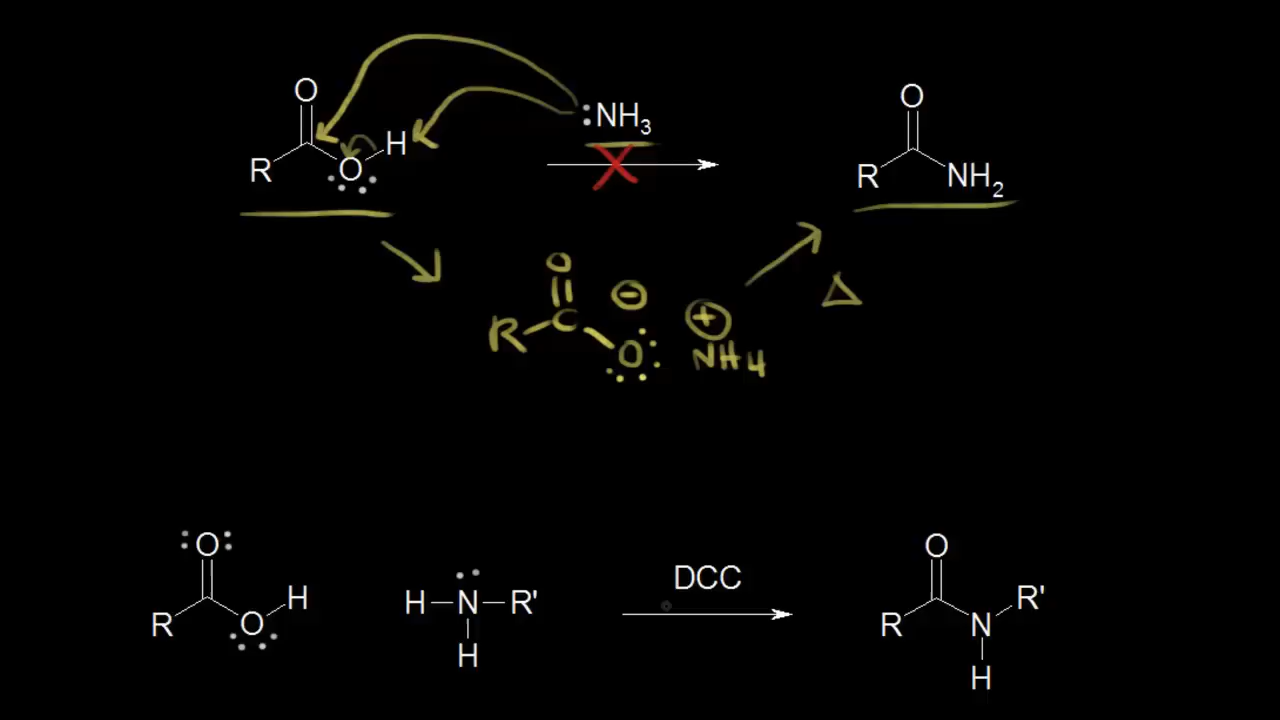 O O
:NH₃
H
R O R NH₂
O ⊖ ⊕ Δ
R C O NH₄
O O
DCC
H H N R' R'
R O R N
H H